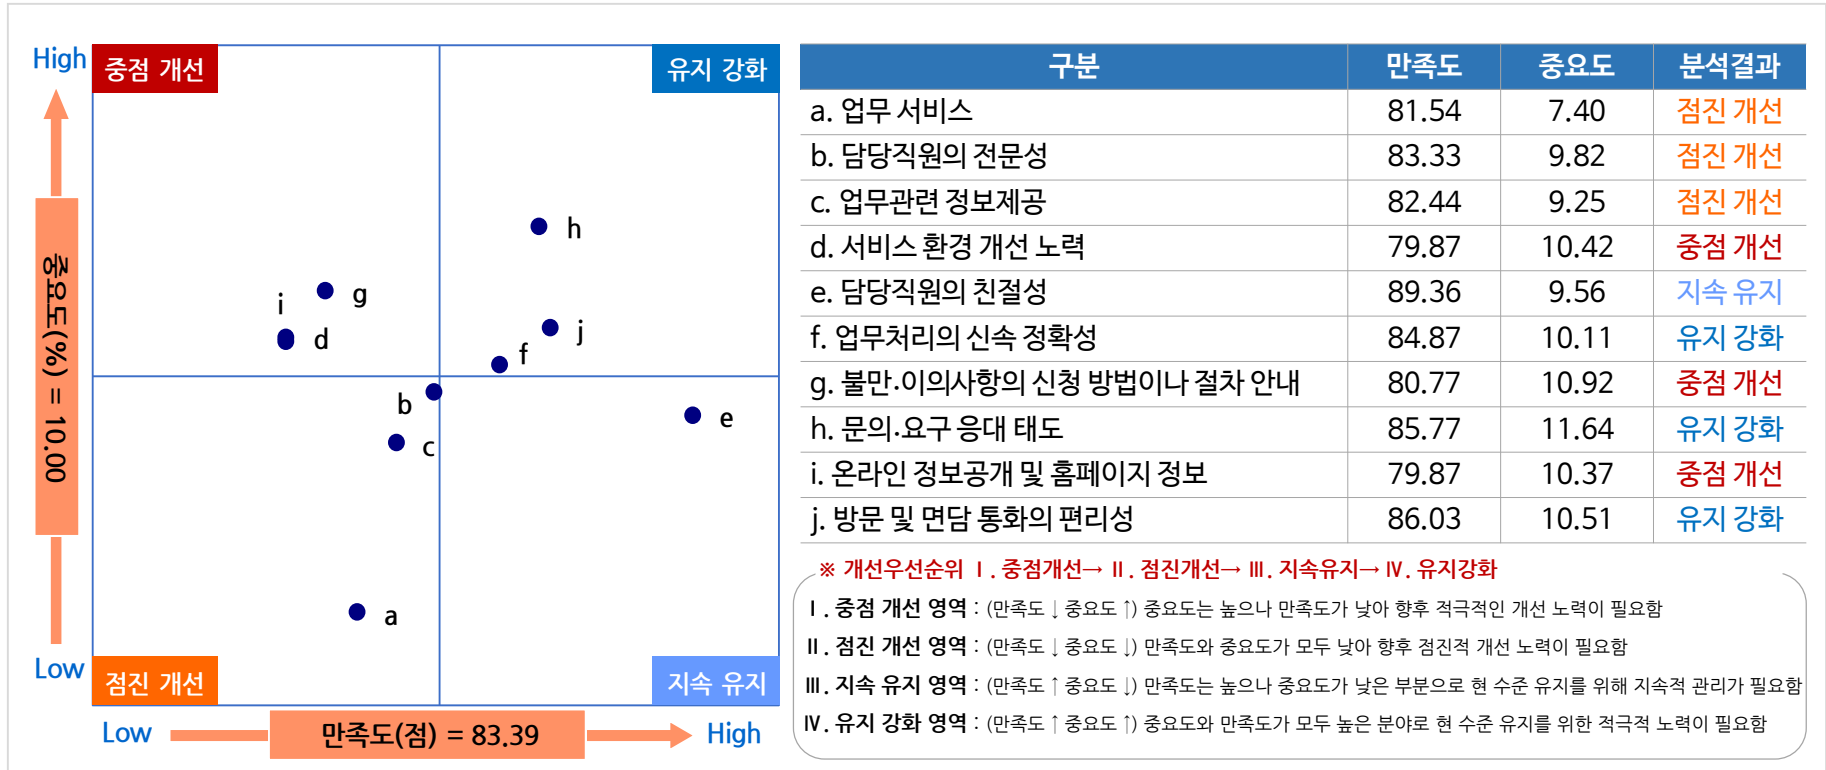 High
중점 개선
유지 강화
h
i
g
d
j
f
중요도(%) = 10.00
b
c
e
a
Low
점진 개선
지속 유지
Low
만족도(점) = 83.39
High
구분 만족도 중요도 분석결과
a. 업무 서비스 81.54 7.40 점진 개선
b. 담당직원의 전문성 83.33 9.82 점진 개선
c. 업무관련 정보제공 82.44 9.25 점진 개선
d. 서비스 환경 개선 노력 79.87 10.42 중점 개선
e. 담당직원의 친절성 89.36 9.56 지속 유지
f. 업무처리의 신속 정확성 84.87 10.11 유지 강화
g. 불만·이의사항의 신청 방법이나 절차 안내 80.77 10.92 중점 개선
h. 문의·요구 응대 태도 85.77 11.64 유지 강화
i. 온라인 정보공개 및 홈페이지 정보 79.87 10.37 중점 개선
j. 방문 및 면담 통화의 편리성 86.03 10.51 유지 강화
※ 개선우선순위 Ⅰ. 중점개선→ Ⅱ. 점진개선→ Ⅲ. 지속유지→ Ⅳ. 유지강화
Ⅰ. 중점 개선 영역 : (만족도↓ 중요도↑) 중요도는 높으나 만족도가 낮아 향후 적극적인 개선 노력이 필요함
Ⅱ. 점진 개선 영역 : (만족도↓ 중요도↓) 만족도와 중요도가 모두 낮아 향후 점진적 개선 노력이 필요함
Ⅲ. 지속 유지 영역 : (만족도↑ 중요도↓) 만족도는 높으나 중요도가 낮은 부분으로 현 수준 유지를 위해 지속적 관리가 필요함
Ⅳ. 유지 강화 영역 : (만족도↑ 중요도↑) 중요도와 만족도가 모두 높은 분야로 현 수준 유지를 위한 적극적 노력이 필요함